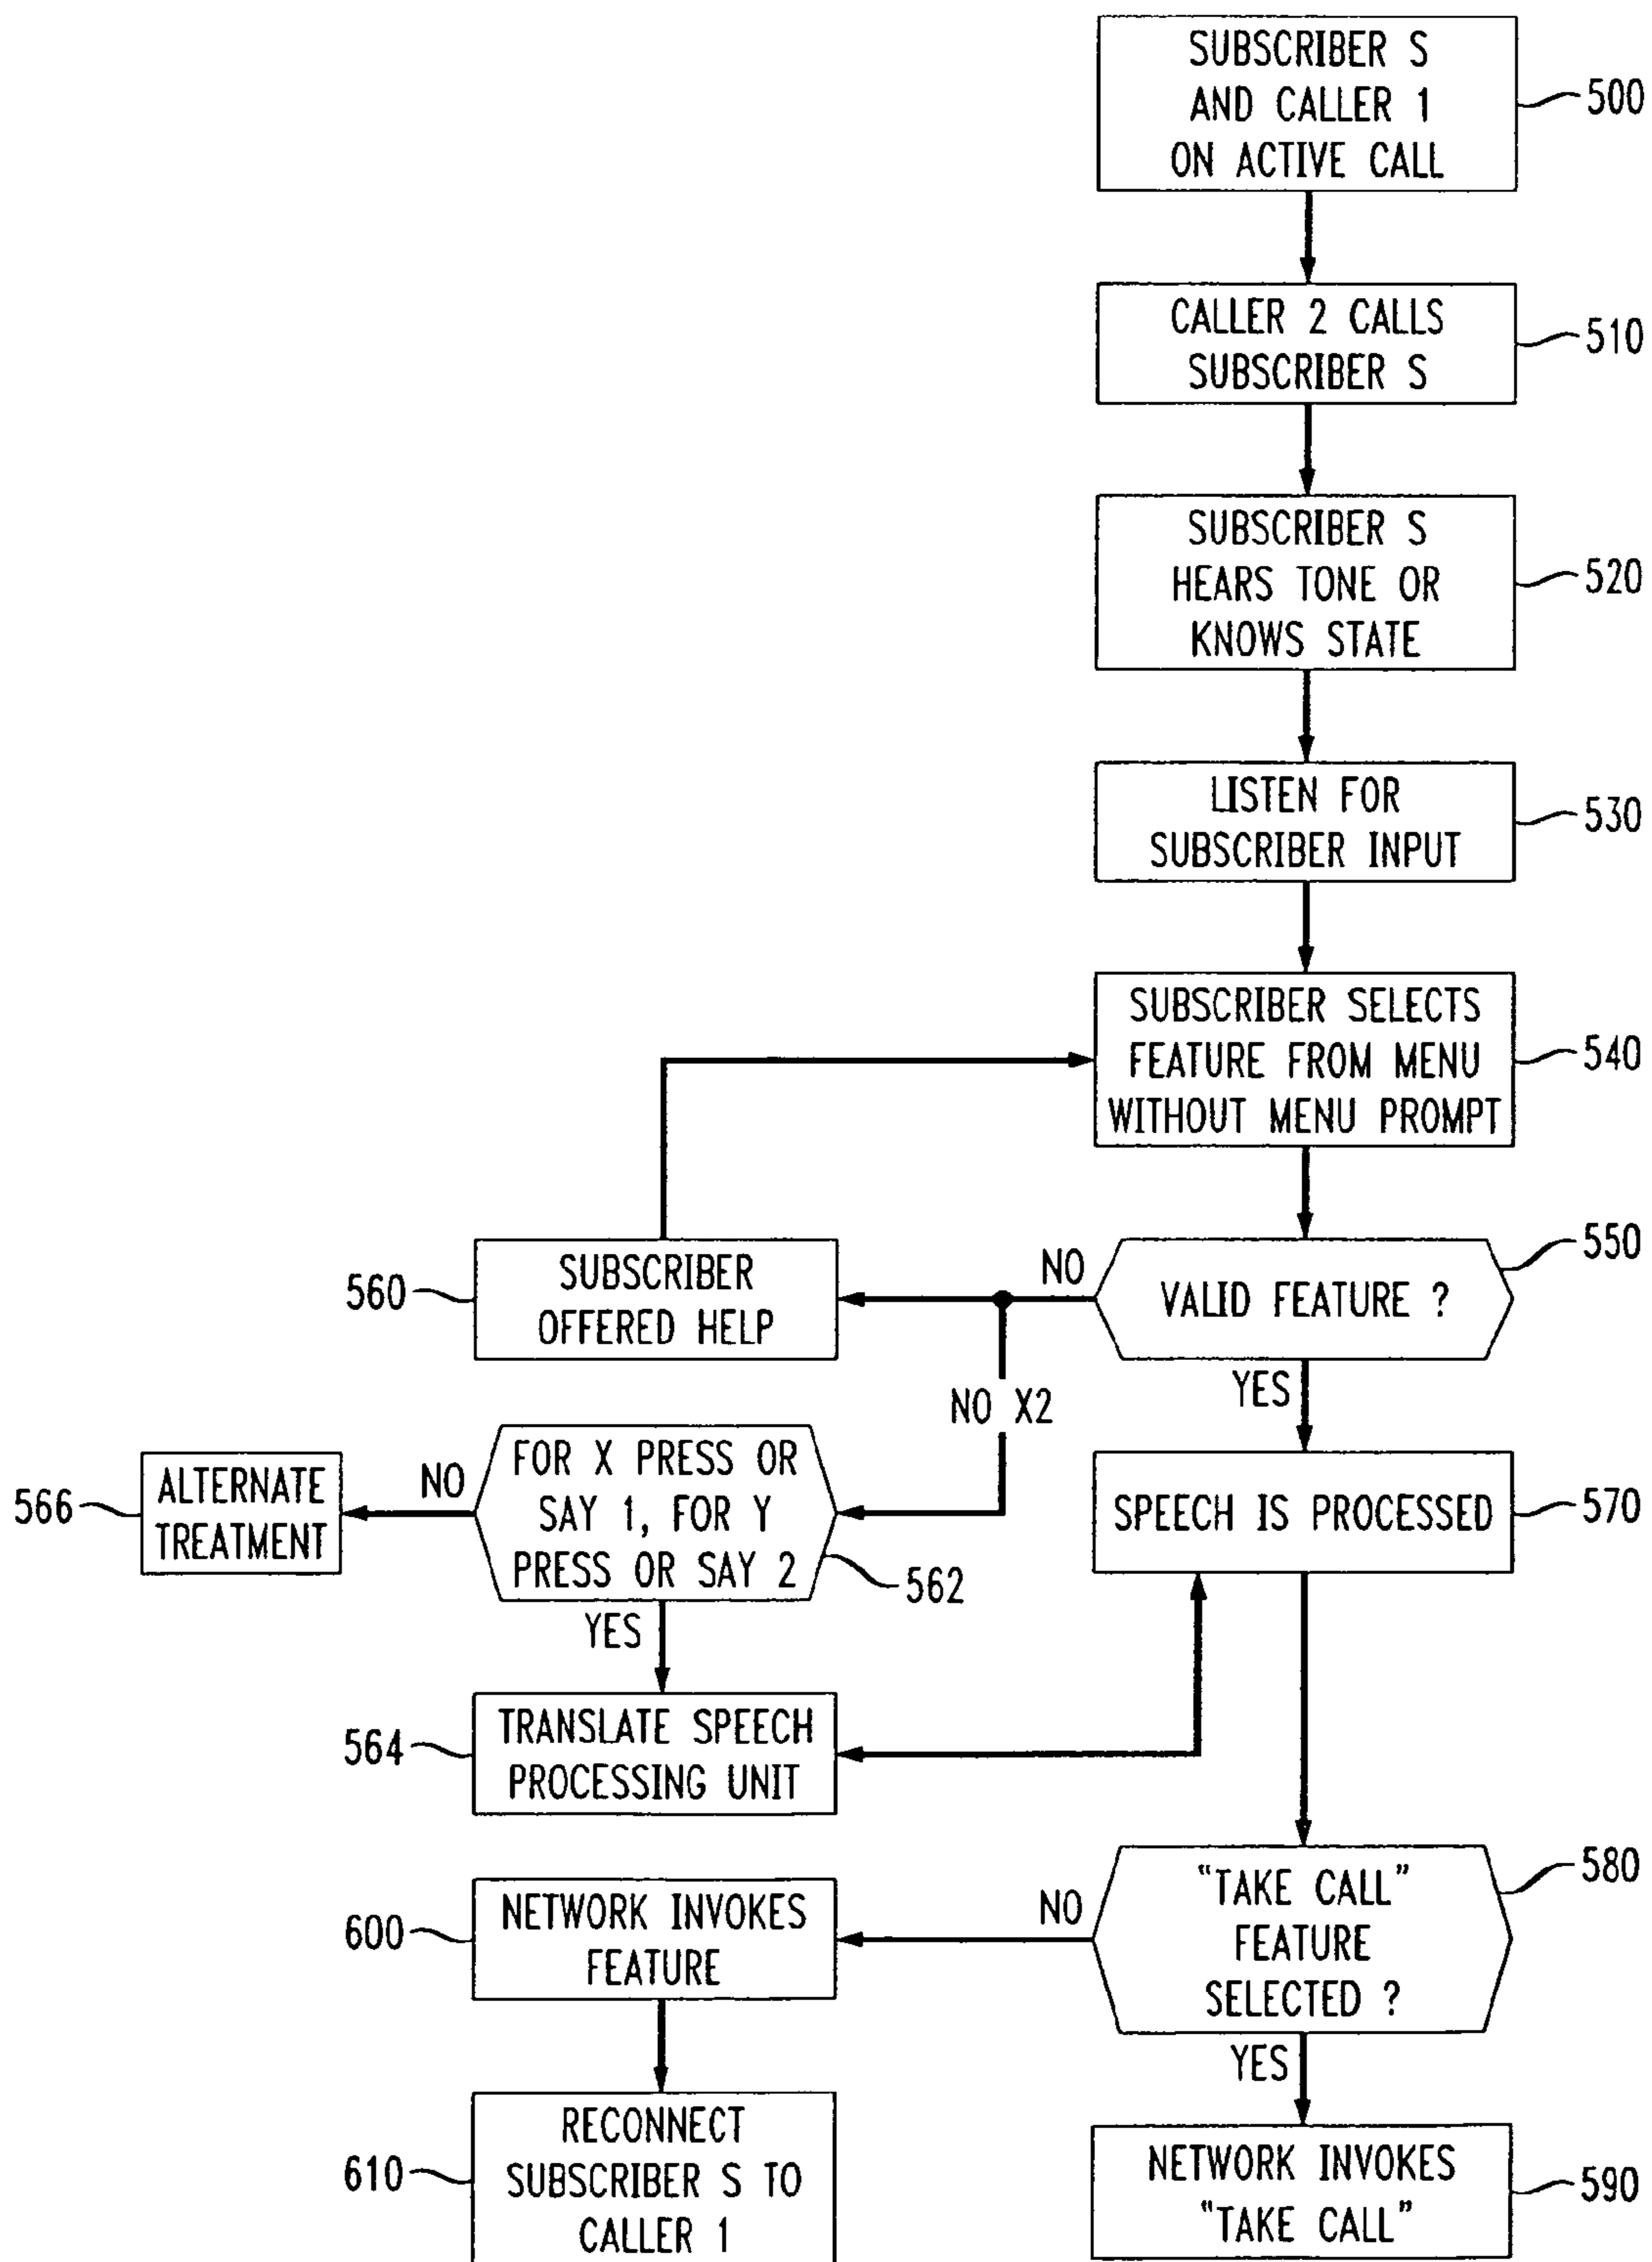 SUBSCRIBER S
AND CALLER 1
ON ACTIVE CALL
500
CALLER 2 CALLS
SUBSCRIBER S
510
SUBSCRIBER S
HEARS TONE OR
KNOWS STATE
520
LISTEN FOR
SUBSCRIBER INPUT
530
SUBSCRIBER SELECTS
FEATURE FROM MENU
WITHOUT MENU PROMPT
540
VALID FEATURE ?
550
NO
SUBSCRIBER
OFFERED HELP
560
YES
NO X2
FOR X PRESS OR
SAY 1, FOR Y
PRESS OR SAY 2
562
NO
ALTERNATE
TREATMENT
566
SPEECH IS PROCESSED
570
YES
TRANSLATE SPEECH
PROCESSING UNIT
564
"TAKE CALL"
FEATURE
SELECTED ?
580
NO
NETWORK INVOKES
FEATURE
600
YES
RECONNECT
SUBSCRIBER S TO
CALLER 1
610
NETWORK INVOKES
"TAKE CALL"
590